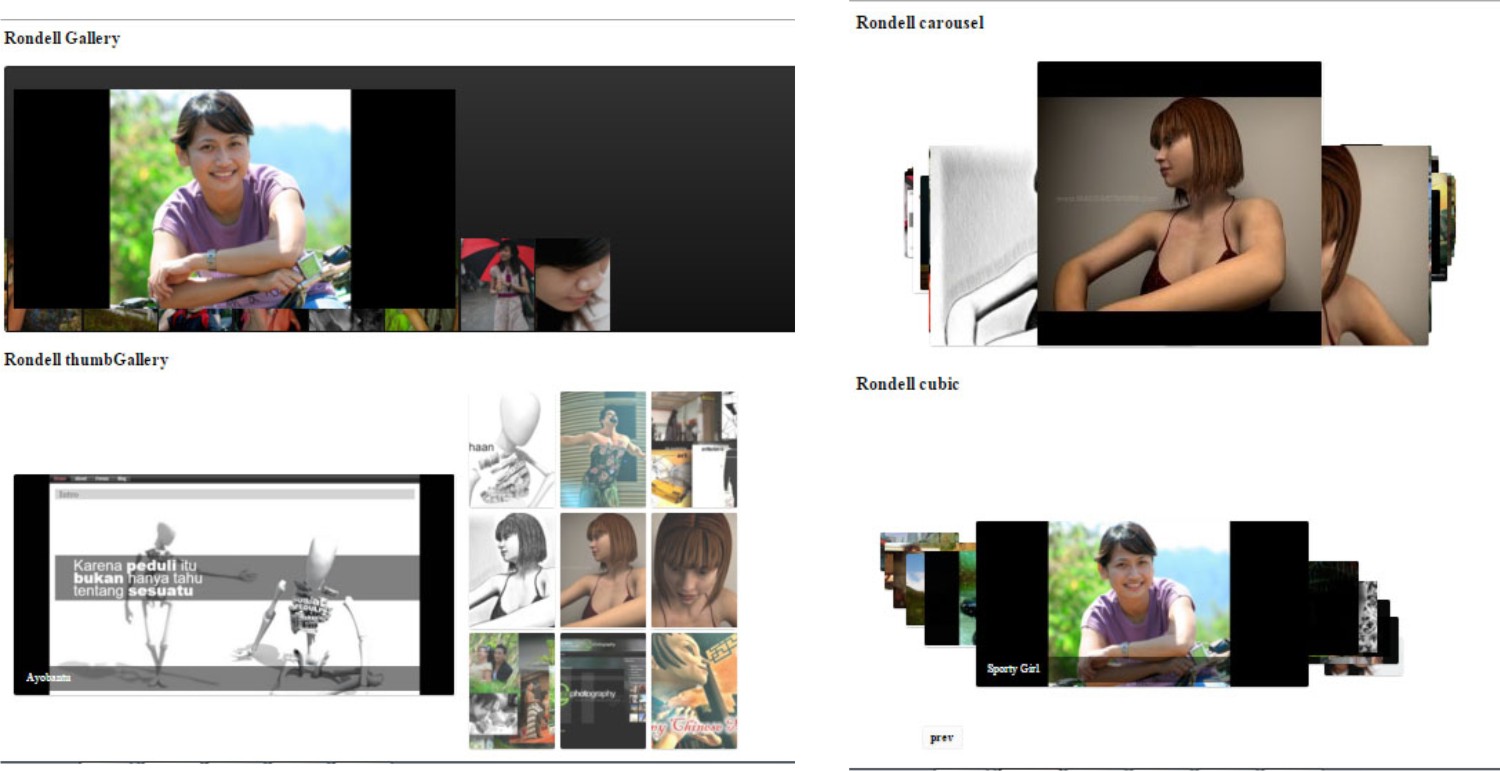 Rondell Gallery
Rondell thumbGallery
Home About Forum Blog
Intro
Karena peduli itu
bukan hanya tahu
tentang sesuatu
Ayobantu
haan
photography
Rondell carousel
Rondell cubic
Sporty Girl
prev